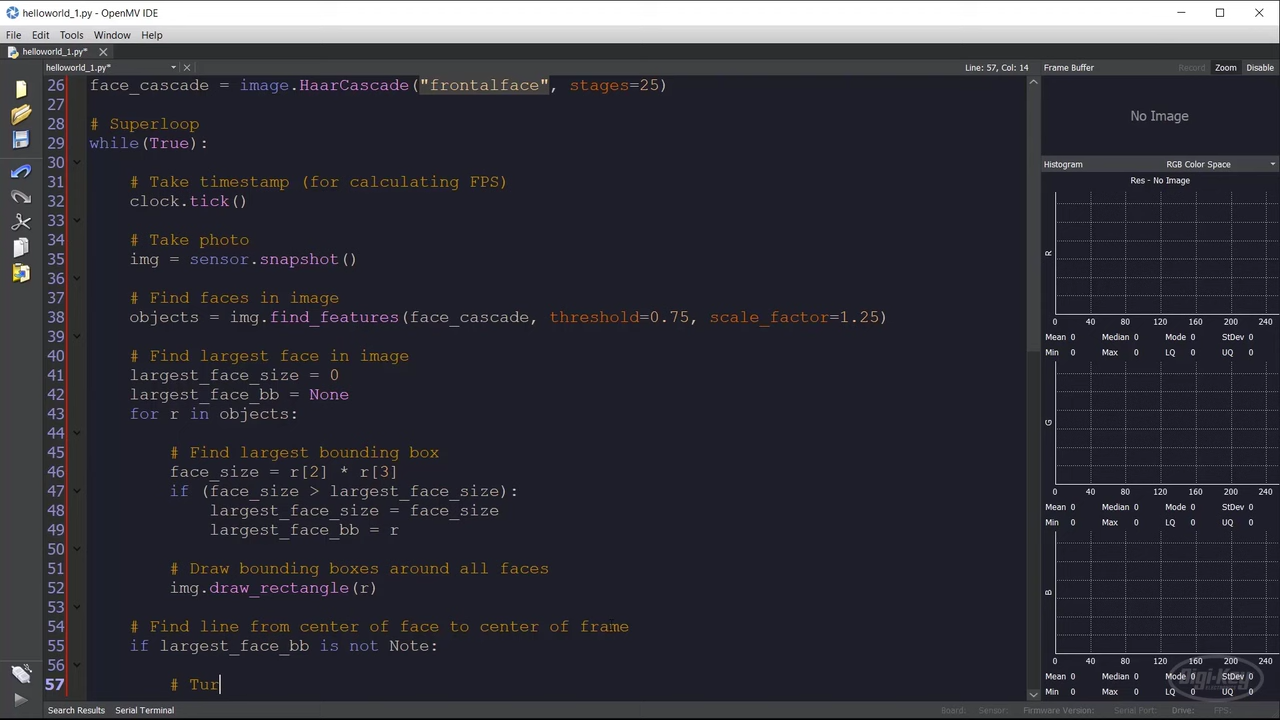 helloworld_1.py - OpenMV IDE
File Edit Tools Window Help
helloworld_1.py*
helloworld_1.py* Line: 57, Col: 14 Frame Buffer Record Zoom Disable
26 face_cascade = image.HaarCascade("frontalface", stages=25)
27
28 # Superloop
29 while(True):
30
31 # Take timestamp (for calculating FPS)
32 clock.tick()
33
34 # Take photo
35 img = sensor.snapshot()
36
37 # Find faces in image
38 objects = img.find_features(face_cascade, threshold=0.75, scale_factor=1.25)
39
40 # Find largest face in image
41 largest_face_size = 0
42 largest_face_bb = None
43 for r in objects:
44
45 # Find largest bounding box
46 face_size = r[2] * r[3]
47 if (face_size > largest_face_size):
48 largest_face_size = face_size
49 largest_face_bb = r
50
51 # Draw bounding boxes around all faces
52 img.draw_rectangle(r)
53
54 # Find line from center of face to center of frame
55 if largest_face_bb is not Note:
56
57 # Tur
No Image
Histogram RGB Color Space
Res - No Image
R
0 40 80 120 160 200 240
Mean 0 Median 0 Mode 0 StDev 0
Min 0 Max 0 LQ 0 UQ 0
G
0 40 80 120 160 200 240
Mean 0 Median 0 Mode 0 StDev 0
Min 0 Max 0 LQ 0 UQ 0
B
0 40 80 120 160 200 240
Mean 0 Median 0 Mode 0 StDev 0
Min 0 Max 0 LQ 0 UQ 0
Digi-Key
Search Results Serial Terminal Board: Sensor: Firmware Version: Serial Port: Drive: FPS: